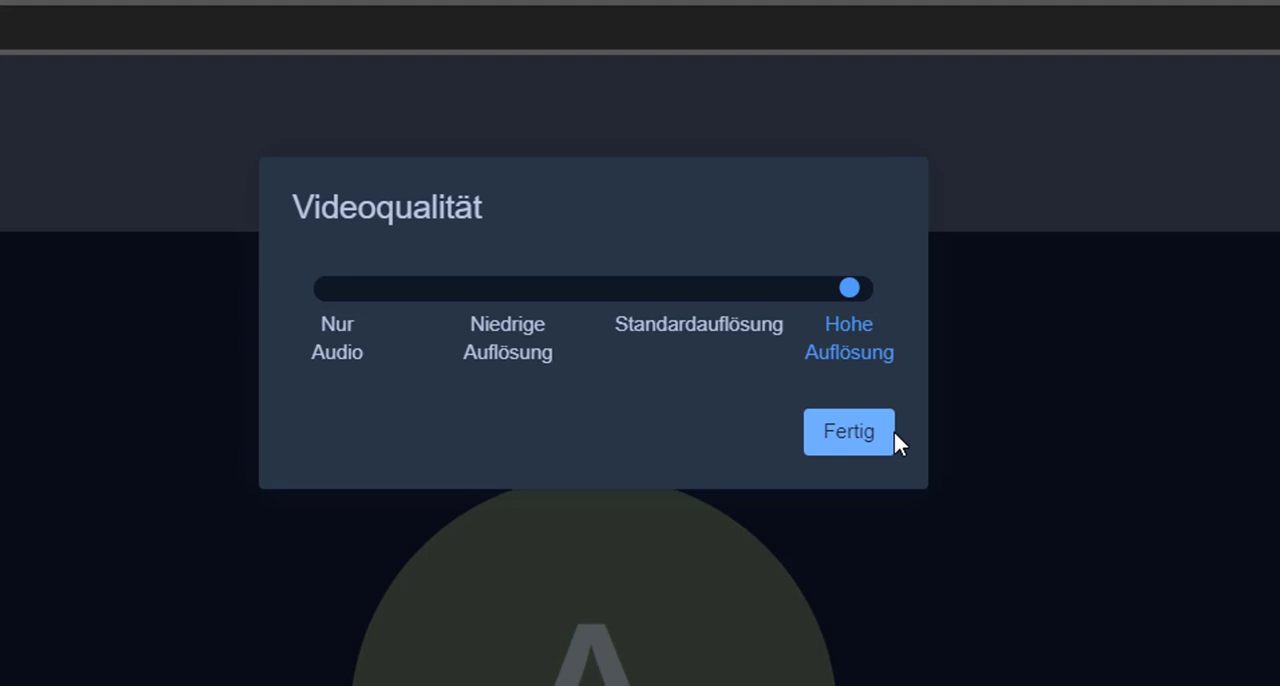 Videoqualität
Nur Audio
Niedrige Auflösung
Standardauflösung
Hohe Auflösung
Fertig
A